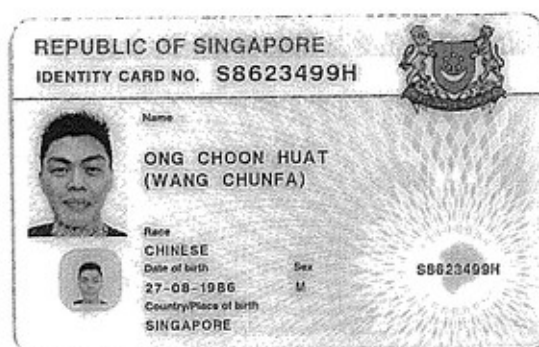 REPUBLIC OF SINGAPORE
IDENTITY CARD NO. S8623499H
Name
ONG CHOON HUAT
(WANG CHUNFA)
Race
CHINESE
Date of birth Sex
27-08-1986 M
S8623499H
Country/Place of birth
SINGAPORE